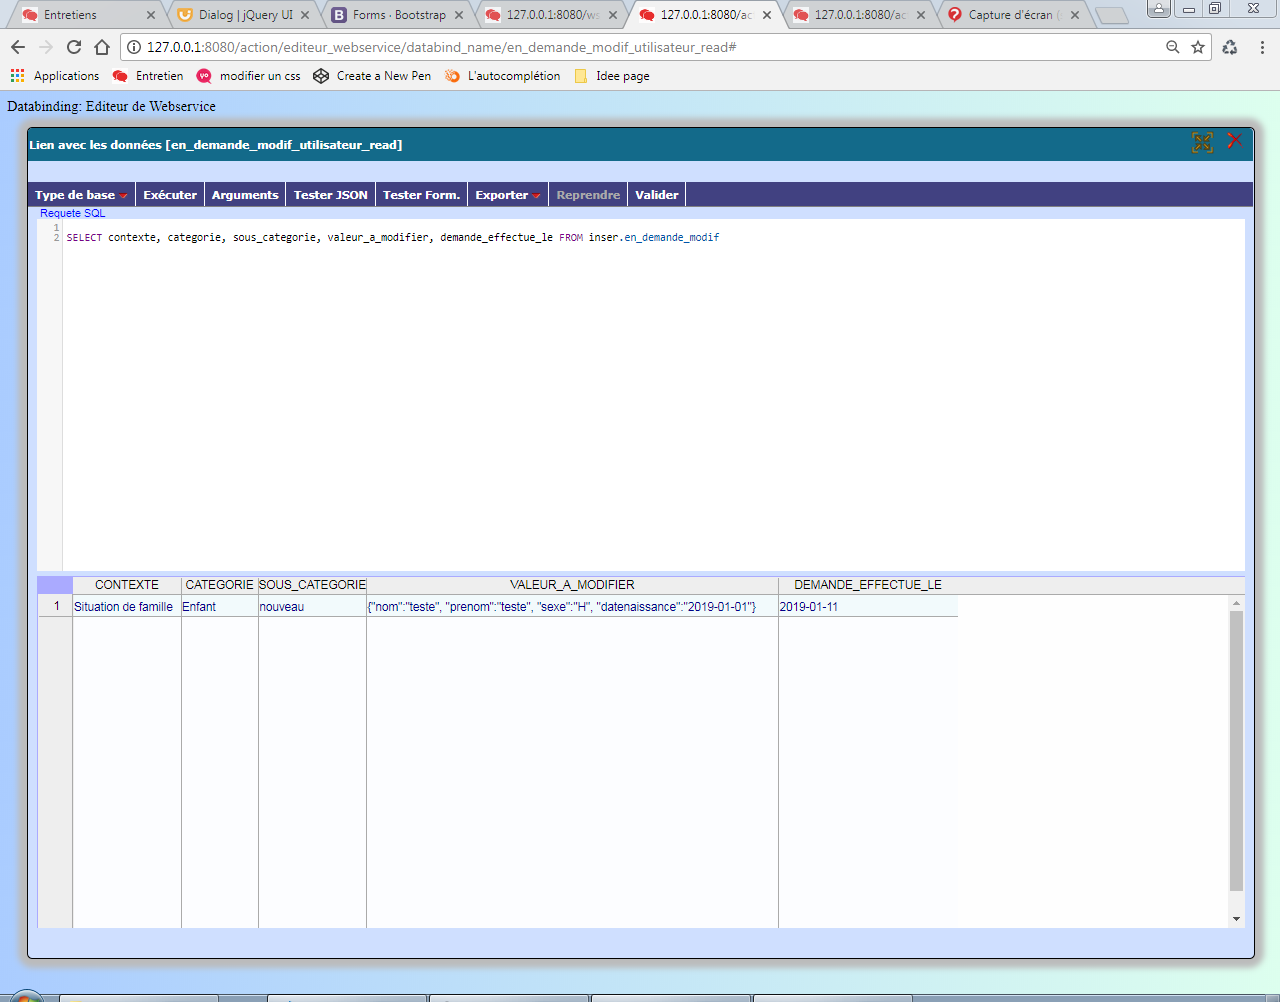 Entretiens
Dialog | jQuery UI
Forms · Bootstrap
127.0.0.1:8080/ws
127.0.0.1:8080/ac
127.0.0.1:8080/ac
Capture d'écran (
127.0.0.1:8080/action/editeur_webservice/databind_name/en_demande_modif_utilisateur_read#
Applications Entretien modifier un css Create a New Pen L'autocomplétion Idee page
Databinding: Editeur de Webservice
Lien avec les données [en_demande_modif_utilisateur_read]
Type de base Exécuter Arguments Tester JSON Tester Form. Exporter Reprendre Valider
Requete SQL
1
2 SELECT contexte, categorie, sous_categorie, valeur_a_modifier, demande_effectue_le FROM inser.en_demande_modif
CONTEXTE CATEGORIE SOUS_CATEGORIE VALEUR_A_MODIFIER DEMANDE_EFFECTUE_LE
1 Situation de famille Enfant nouveau {"nom":"teste", "prenom":"teste", "sexe":"H", "datenaissance":"2019-01-01"} 2019-01-11